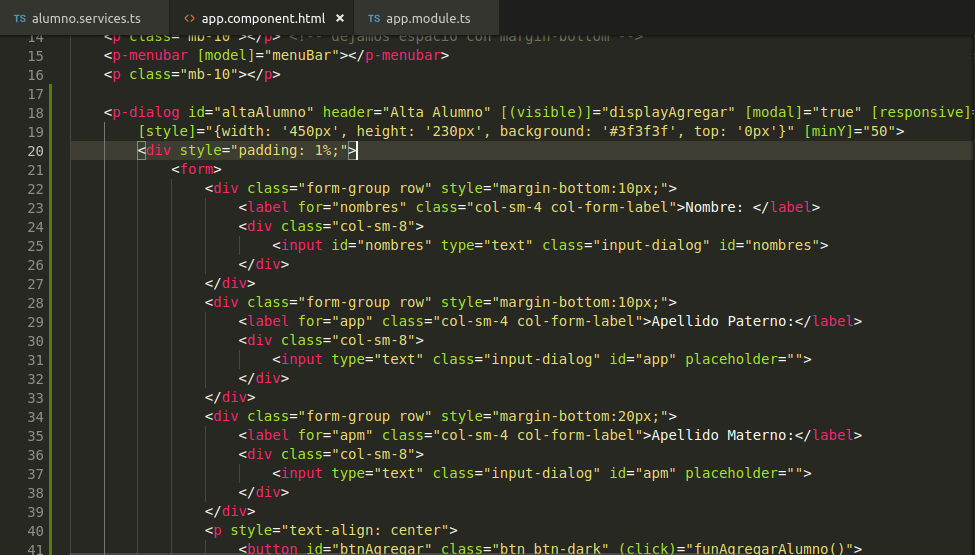 TS alumno.services.ts <> app.component.html × TS app.module.ts
14 <p class="mb-10"></p> <!-- dejamos espacio con margin-bottom -->
15 <p-menubar [model]="menuBar"></p-menubar>
16 <p class="mb-10"></p>
17
18 <p-dialog id="altaAlumno" header="Alta Alumno" [(visible)]="displayAgregar" [modal]="true" [responsive]=
19 [style]="{width: '450px', height: '230px', background: '#3f3f3f', top: '0px'}" [minY]="50">
20 <div style="padding: 1%;">
21 <form>
22 <div class="form-group row" style="margin-bottom:10px;">
23 <label for="nombres" class="col-sm-4 col-form-label">Nombre: </label>
24 <div class="col-sm-8">
25 <input id="nombres" type="text" class="input-dialog" id="nombres">
26 </div>
27 </div>
28 <div class="form-group row" style="margin-bottom:10px;">
29 <label for="app" class="col-sm-4 col-form-label">Apellido Paterno:</label>
30 <div class="col-sm-8">
31 <input type="text" class="input-dialog" id="app" placeholder="">
32 </div>
33 </div>
34 <div class="form-group row" style="margin-bottom:20px;">
35 <label for="apm" class="col-sm-4 col-form-label">Apellido Materno:</label>
36 <div class="col-sm-8">
37 <input type="text" class="input-dialog" id="apm" placeholder="">
38 </div>
39 </div>
40 <p style="text-align: center">
41 <button id="btnAgregar" class="btn btn-dark" (click)="funAgregarAlumno()">